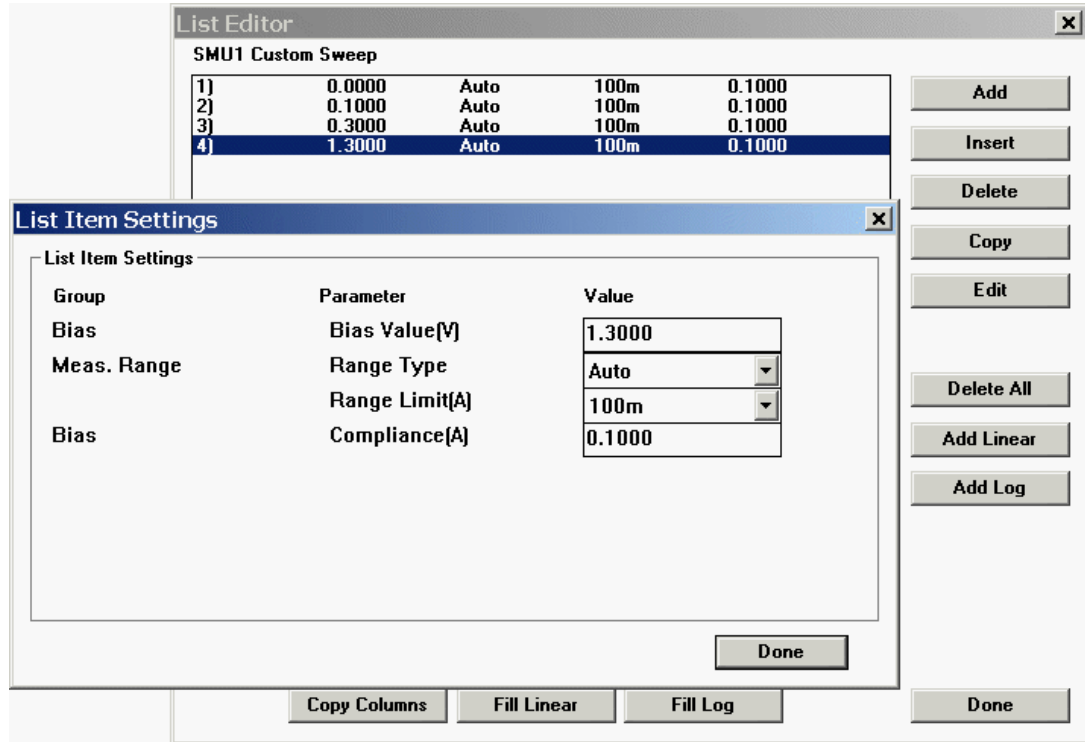 List Editor
SMU1 Custom Sweep
1) 0.0000 Auto 100m 0.1000
2) 0.1000 Auto 100m 0.1000
3) 0.3000 Auto 100m 0.1000
4) 1.3000 Auto 100m 0.1000
Add
Insert
Delete
Copy
Edit
Delete All
Add Linear
Add Log
List Item Settings
List Item Settings
Group Parameter Value
Bias Bias Value(V) 1.3000
Meas. Range Range Type Auto
Range Limit(A) 100m
Bias Compliance(A) 0.1000
Done
Copy Columns Fill Linear Fill Log Done